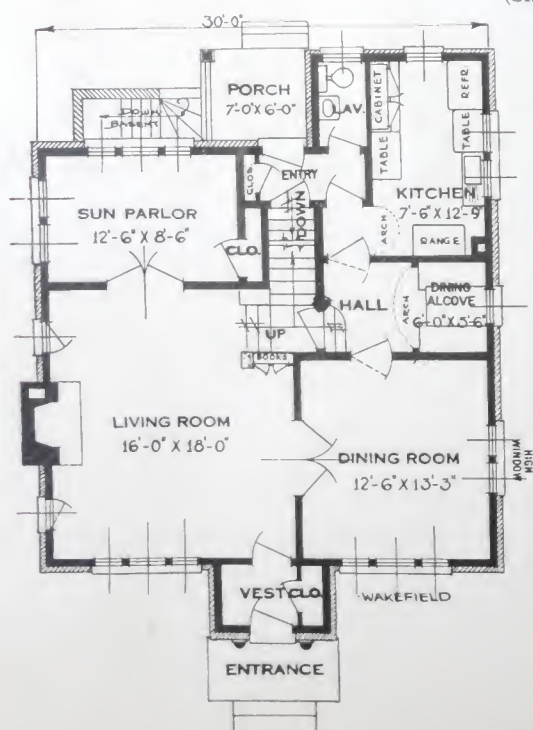 30'-0"
PORCH
7'-0" X 6'-0"
LAV.
CABINET
REFR.
DOWN
BASE'NT
TABLE
TABLE
ENTRY
CLOS
KITCHEN
7'-6" X 12'-9"
SUN PARLOR
12'-6" X 8'-6"
DOWN
ARCH
RANGE
CLO.
HALL
ARCH
DINING
ALCOVE
6'-0" X 5'-6"
UP
BOOKS
LIVING ROOM
16'-0" X 18'-0"
DINING ROOM
12'-6" X 13'-3"
HIGH
WINDOW
VEST
CLO.
WAKEFIELD
ENTRANCE